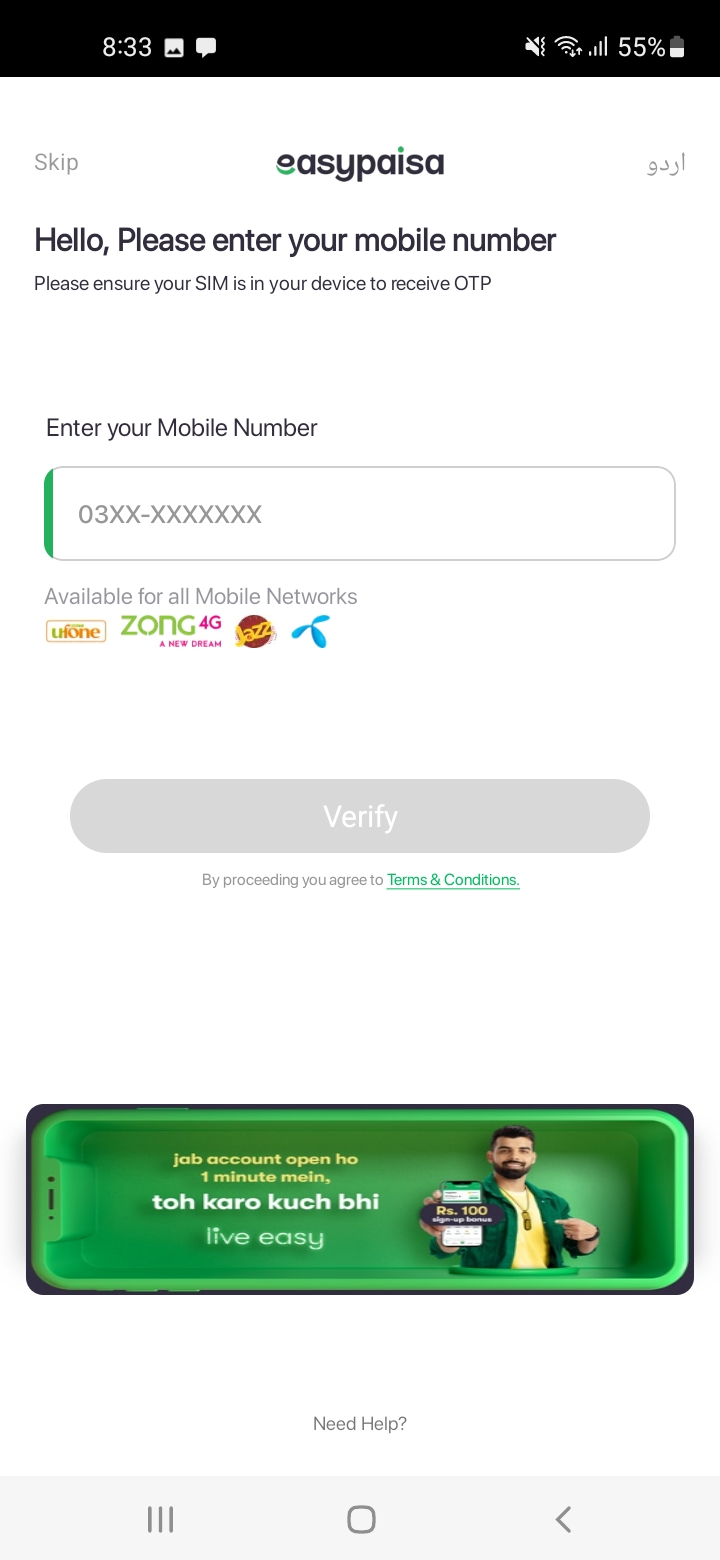 8:33
55%
Skip
easypaisa
اردو
Hello, Please enter your mobile number
Please ensure your SIM is in your device to receive OTP
Enter your Mobile Number
03XX-XXXXXXX
Available for all Mobile Networks
ufone
ZONG 4G
A NEW DREAM
Jazz
Verify
By proceeding you agree to Terms & Conditions.
jab account open ho
1 minute mein,
toh karo kuch bhi
live easy
Rs. 100
sign-up bonus
Need Help?